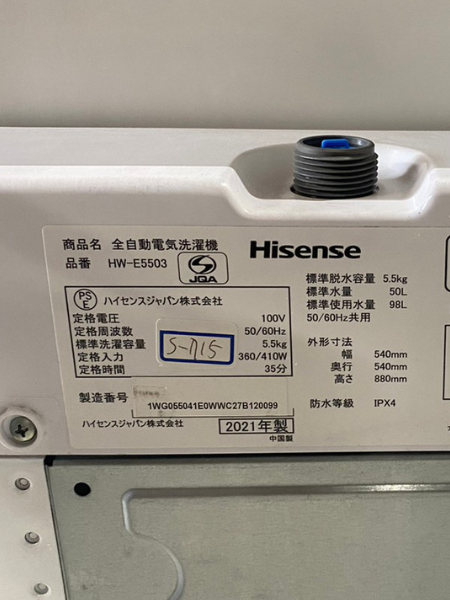 商品名 全自動電気洗濯機
品番 HW-E5503
JQA
Hisense
PS
E
ハイセンスジャパン株式会社
定格電圧 100V
定格周波数 50/60Hz
標準洗濯容量 5.5kg
定格入力 360/410W
定格時間 35分
S-1715
標準脱水容量 5.5kg
標準水量 50L
標準使用水量 98L
50/60Hz共用
外形寸法
幅 540mm
奥行 540mm
高さ 880mm
防水等級 IPX4
製造番号 1WG055041E0WWC27B120099
ハイセンスジャパン株式会社
2021年製
中国製